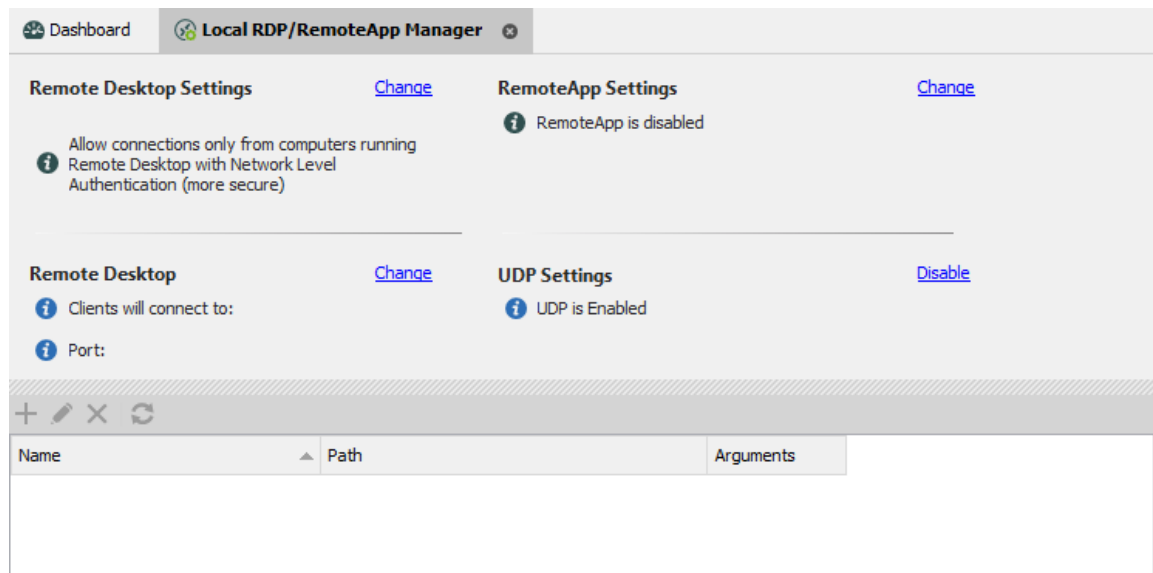 Dashboard
Local RDP/RemoteApp Manager
Remote Desktop Settings
Change
Allow connections only from computers running
Remote Desktop with Network Level
Authentication (more secure)
RemoteApp Settings
Change
RemoteApp is disabled
Remote Desktop
Change
Clients will connect to:
Port:
UDP Settings
Disable
UDP is Enabled
Name
Path
Arguments